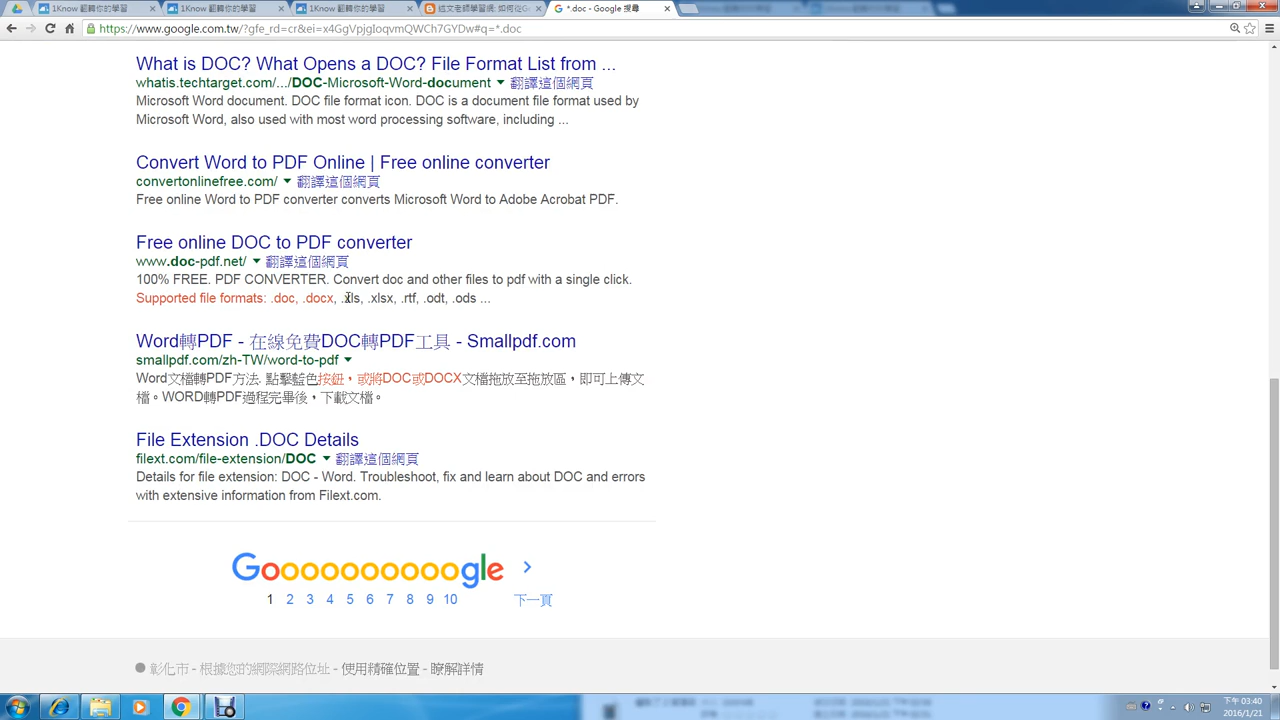 1Know 翻轉你的學習
1Know 翻轉你的學習
1Know 翻轉你的學習
*.doc - Google 搜尋
https://www.google.com.tw/?gfe_rd=cr&ei=x4GgVpjgIoqvmQWCh7GYDw#q=*.doc
What is DOC? What Opens a DOC? File Format List from ...
whatis.techtarget.com/.../DOC-Microsoft-Word-document 翻譯這個網頁
Microsoft Word document. DOC file format icon. DOC is a document file format used by
Microsoft Word, also used with most word processing software, including ...
Convert Word to PDF Online | Free online converter
convertonlinefree.com/ 翻譯這個網頁
Free online Word to PDF converter converts Microsoft Word to Adobe Acrobat PDF.
Free online DOC to PDF converter
www.doc-pdf.net/ 翻譯這個網頁
100% FREE. PDF CONVERTER. Convert doc and other files to pdf with a single click.
Supported file formats: .doc, .docx, .xls, .xlsx, .rtf, .odt, .ods ...
Word轉PDF - 在線免費DOC轉PDF工具 - Smallpdf.com
smallpdf.com/zh-TW/word-to-pdf
Word文檔轉PDF方法. 點擊藍色按鈕，或將DOC或DOCX文檔拖放至拖放區，即可上傳文
檔。WORD轉PDF過程完畢後，下載文檔。
File Extension .DOC Details
filext.com/file-extension/DOC 翻譯這個網頁
Details for file extension: DOC - Word. Troubleshoot, fix and learn about DOC and errors
with extensive information from Filext.com.
Goooooooooogle
1 2 3 4 5 6 7 8 9 10 下一頁
彰化市 - 根據您的網際網路位址 - 使用精確位置 - 瞭解詳情
下午 03:40
2016/1/21